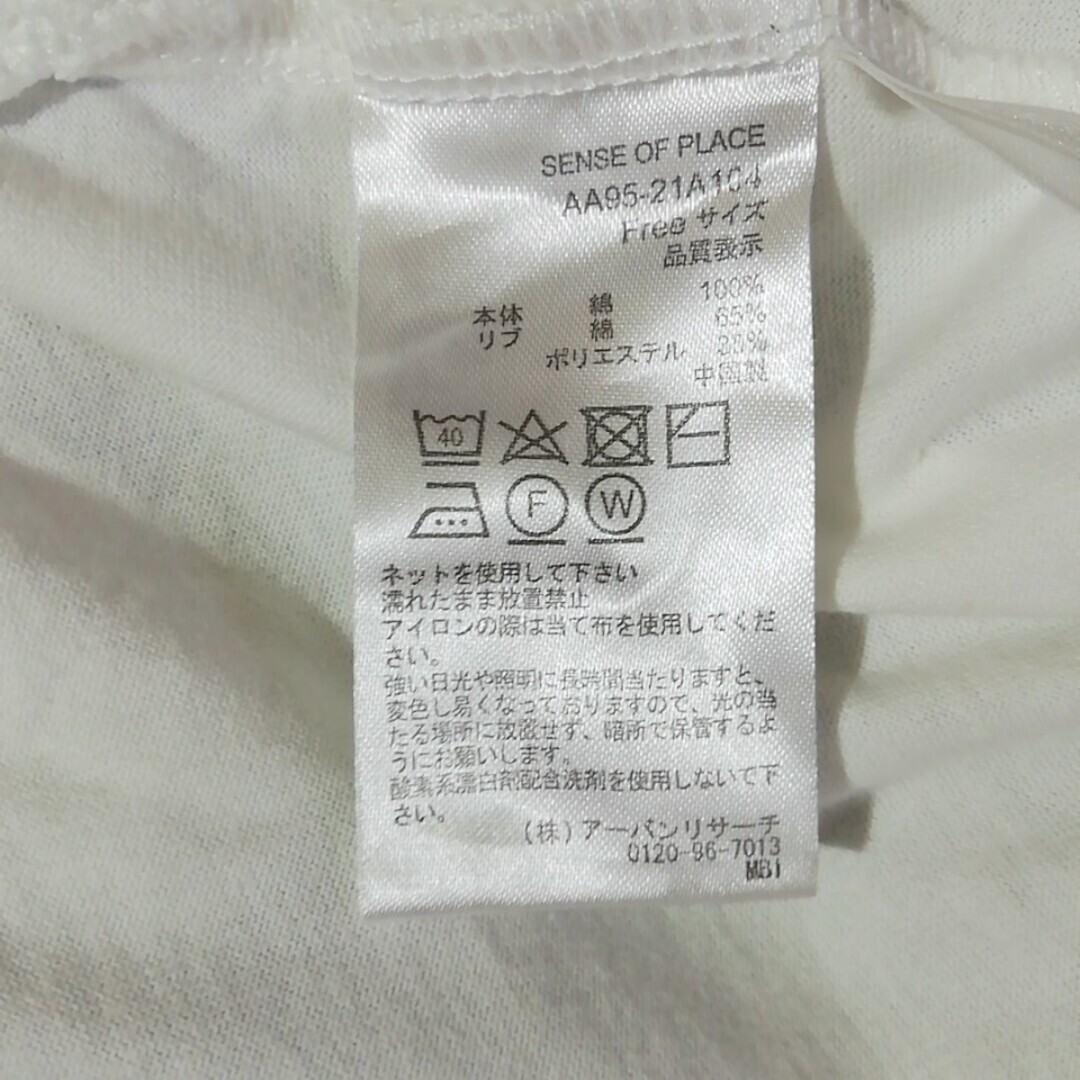 SENSE OF PLACE
AA95-21A104
Free サイズ
品質表示
本体 綿 100%
リブ 綿 65%
ポリエステル
中国製
40
F W
ネットを使用して下さい
濡れたまま放置禁止
アイロンの際は当て布を使用してくだ
さい。
強い日光や照明に長時間当たりますと、
変色し易くなっておりますので、光の当
たる場所に放置せず、暗所で保管するよ
うにお願いします。
酸素系漂白剤配合洗剤を使用しないで下
さい。
(株)アーバンリサーチ
0120-96-7013
MB1